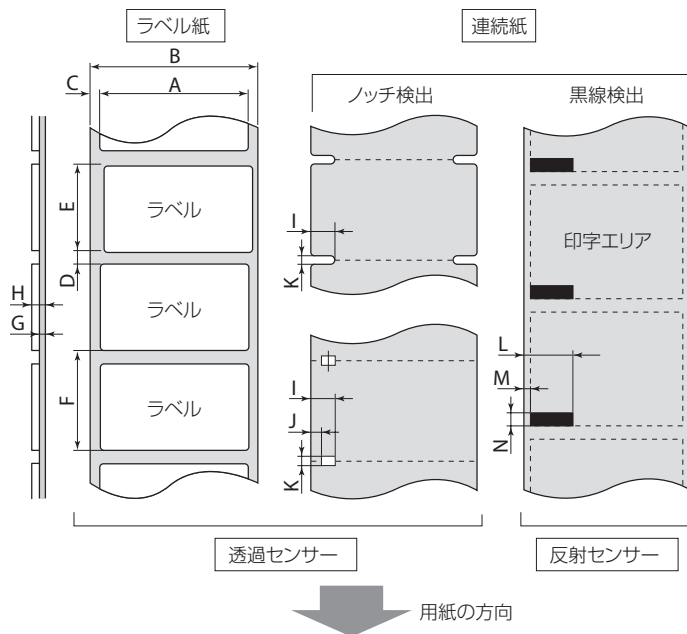 ラベル紙
連続紙
B
C
A
ノッチ検出
黒線検出
E
ラベル
I
印字エリア
D
K
H
G
ラベル
L
M
I
F
ラベル
J
N
K
透過センサー
反射センサー
用紙の方向